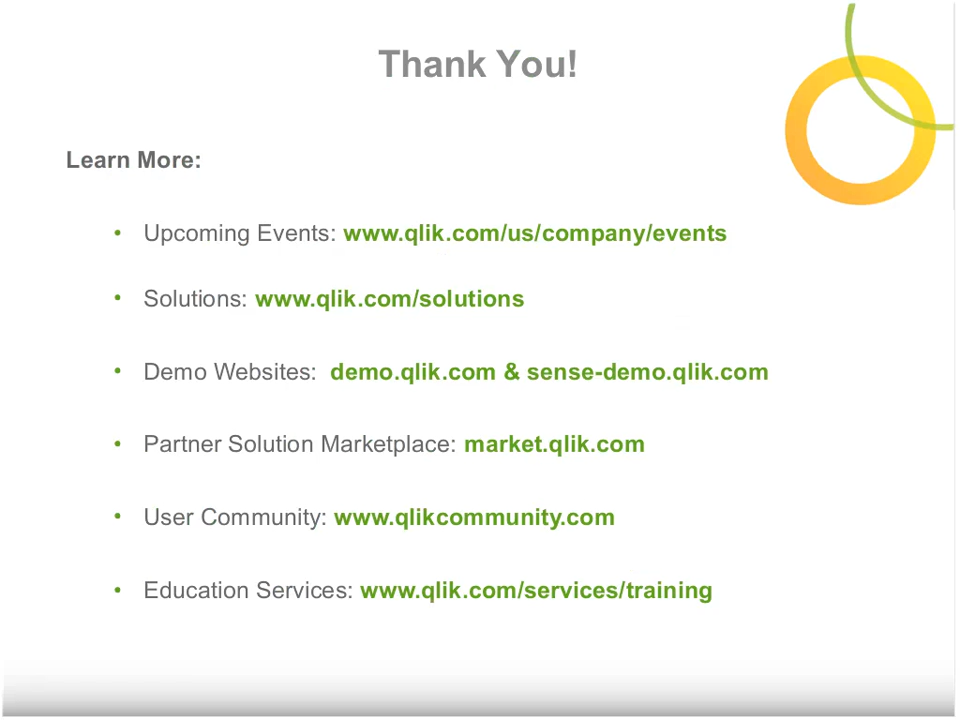 Thank You!
Learn More:
• Upcoming Events: www.qlik.com/us/company/events
• Solutions: www.qlik.com/solutions
• Demo Websites: demo.qlik.com & sense-demo.qlik.com
• Partner Solution Marketplace: market.qlik.com
• User Community: www.qlikcommunity.com
• Education Services: www.qlik.com/services/training